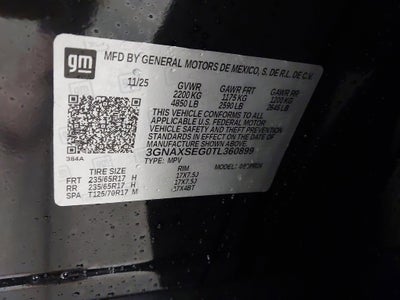 gm MFD BY GENERAL MOTORS DE MEXICO, S. DE R.L. DE C.V.
11/25 GVWR GAWR FRT GAWR RR
2200 KG 1175 KG 1200 KG
4850 LB 2590 LB 2645 LB
THIS VEHICLE CONFORMS TO ALL
APPLICABLE U.S. FEDERAL MOTOR
VEHICLE SAFETY AND BUMPER
STANDARDS IN EFFECT ON THE DATE
OF MANUFACTURE SHOWN ABOVE.
384A 3GNAXSEG0TL360899
TYPE: MPV MODEL:
TIRE SIZE RIM
FRT 235/65R17 H 17X7.5J
RR 235/65R17 H 17X7.5J
SPA T125/70R17 M 17X4BT